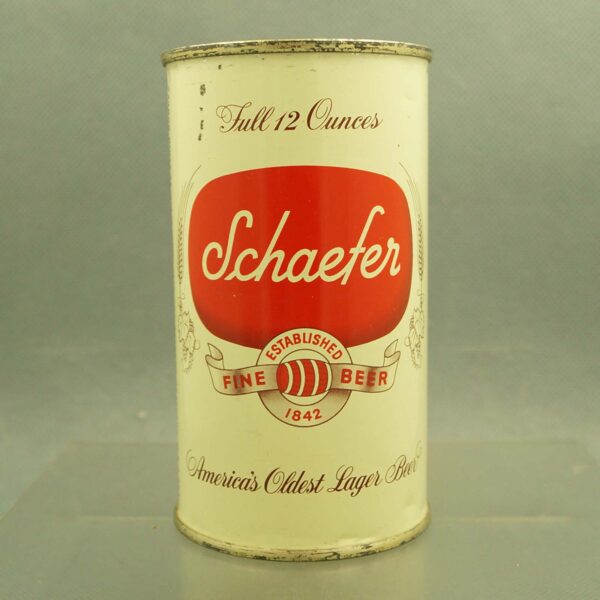 Full 12 Ounces
Schaefer
ESTABLISHED
FINE BEER
1842
America's Oldest Lager Beer